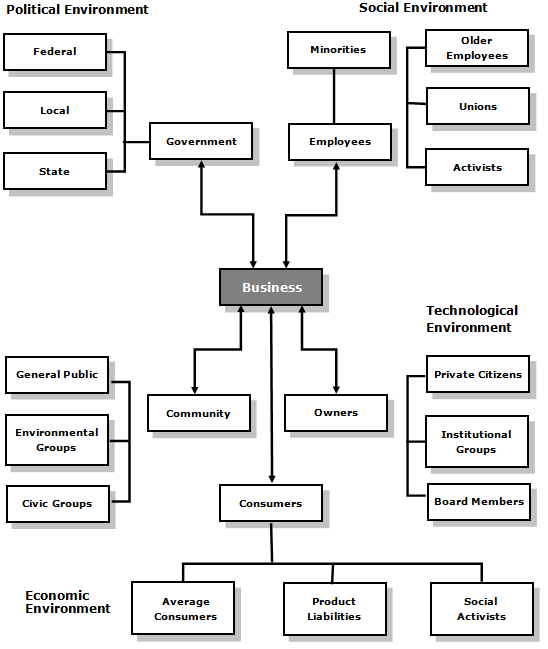 Political Environment
Social Environment
Federal
Local
State
Government
Minorities
Employees
Older
Employees
Unions
Activists
Business
Technological
Environment
General Public
Environmental
Groups
Civic Groups
Community
Owners
Private Citizens
Institutional
Groups
Board Members
Consumers
Economic
Environment
Average
Consumers
Product
Liabilities
Social
Activists